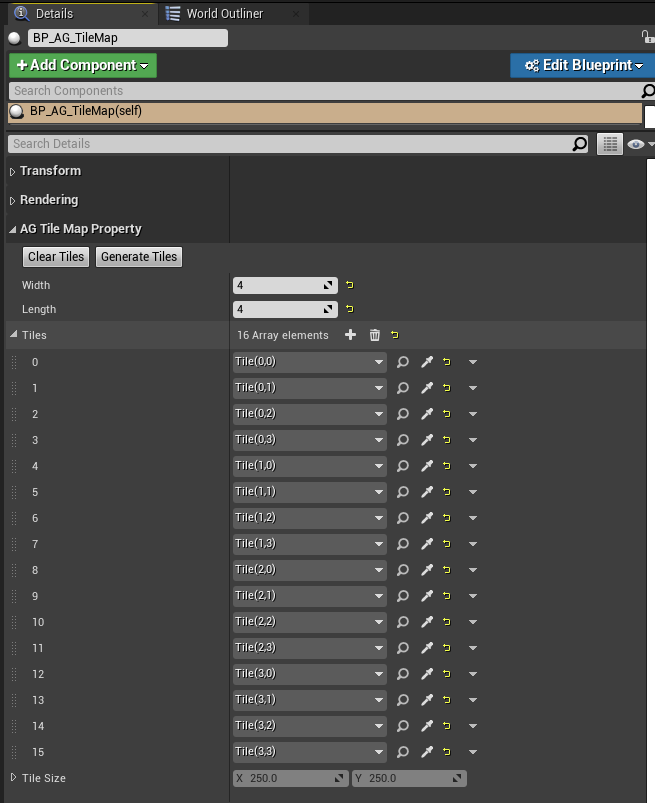 Details
World Outliner
BP_AG_TileMap
Add Component
Edit Blueprint
Search Components
BP_AG_TileMap(self)
Search Details
Transform
Rendering
AG Tile Map Property
Clear Tiles
Generate Tiles
Width 4
Length 4
Tiles 16 Array elements
0 Tile(0,0)
1 Tile(0,1)
2 Tile(0,2)
3 Tile(0,3)
4 Tile(1,0)
5 Tile(1,1)
6 Tile(1,2)
7 Tile(1,3)
8 Tile(2,0)
9 Tile(2,1)
10 Tile(2,2)
11 Tile(2,3)
12 Tile(3,0)
13 Tile(3,1)
14 Tile(3,2)
15 Tile(3,3)
Tile Size X 250.0 Y 250.0